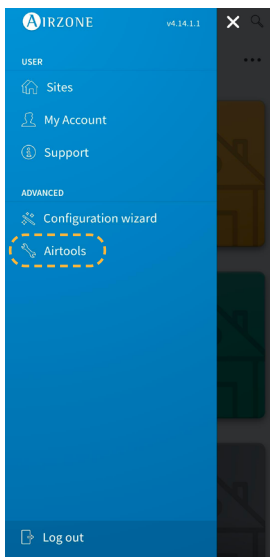 AIRZONE v4.14.1.1
USER
Sites
My Account
Support
ADVANCED
Configuration wizard
Airtools
Log out